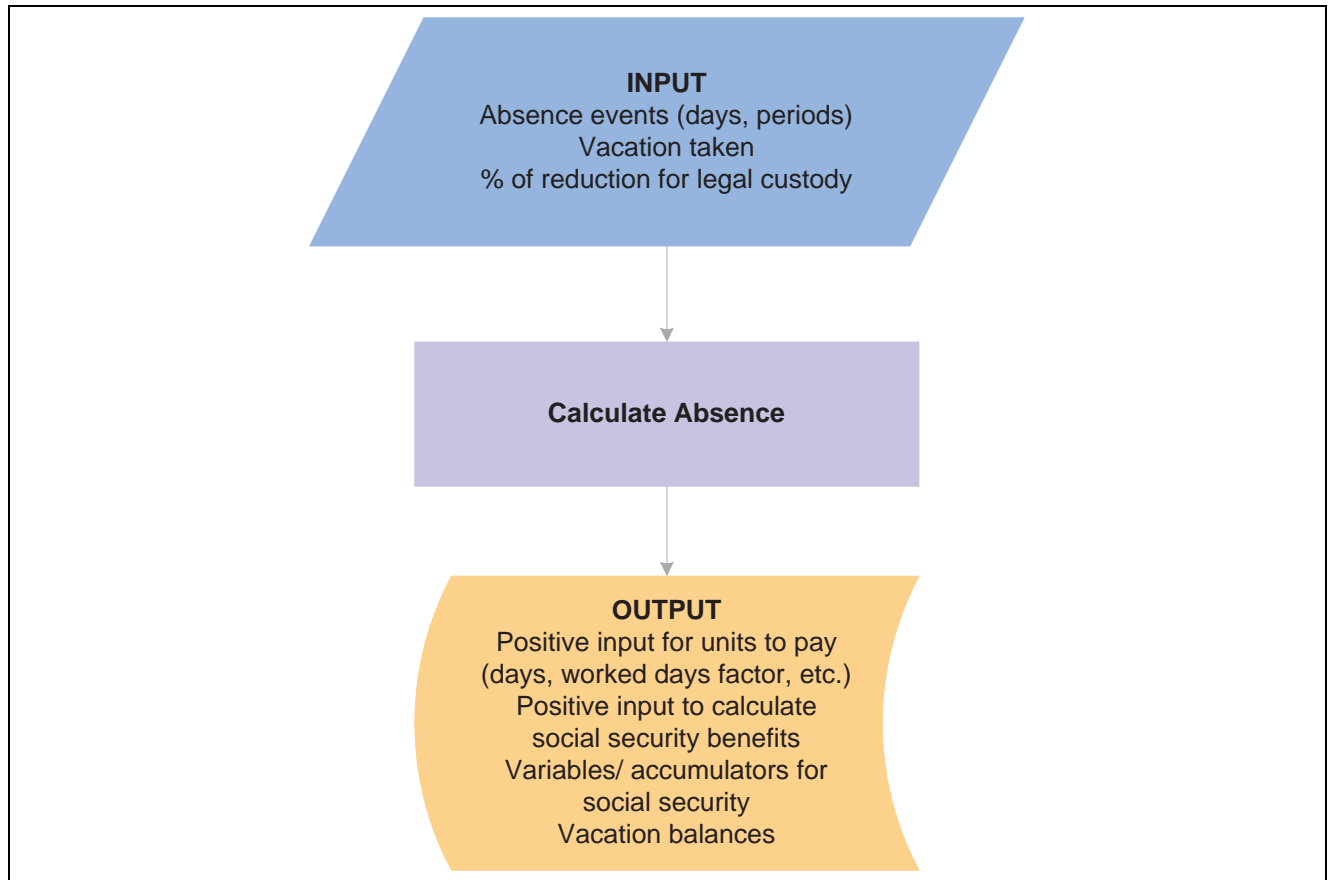 INPUT
Absence events (days, periods)
Vacation taken
% of reduction for legal custody
Calculate Absence
OUTPUT
Positive input for units to pay
(days, worked days factor, etc.)
Positive input to calculate
social security benefits
Variables/ accumulators for
social security
Vacation balances